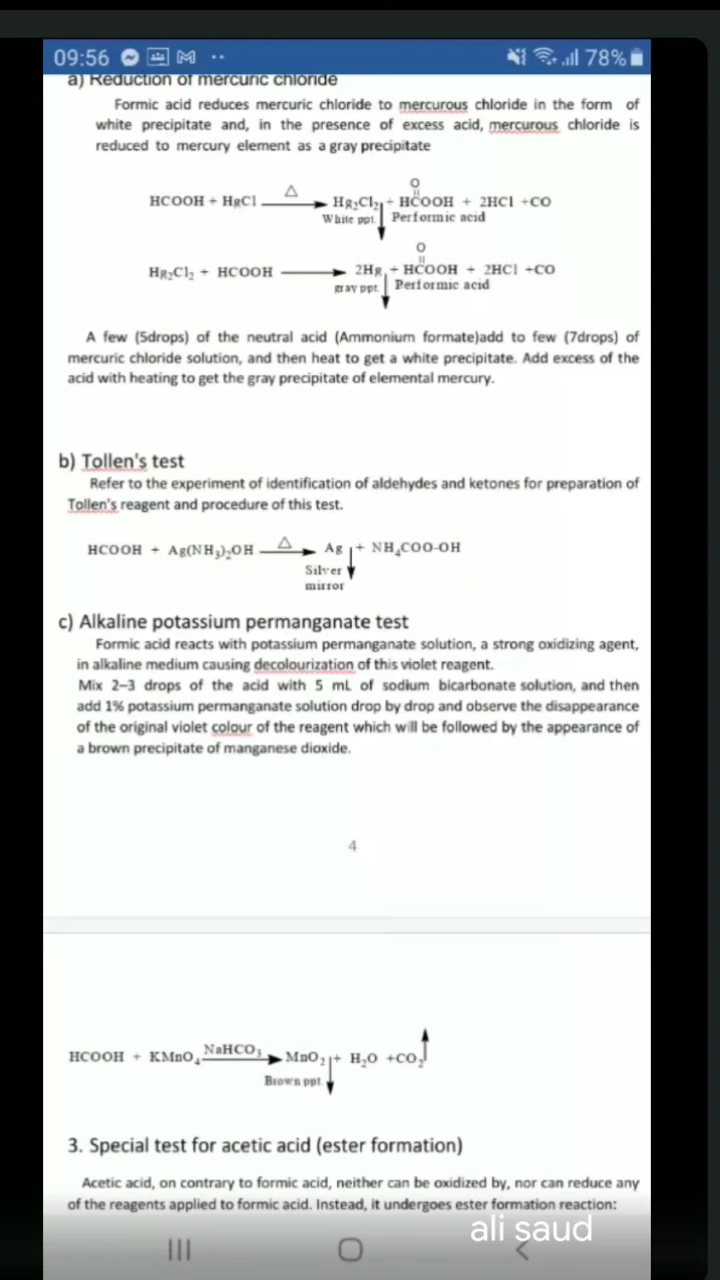 09:56
78%
a) Reduction of mercuric chloride
Formic acid reduces mercuric chloride to mercurous chloride in the form of
white precipitate and, in the presence of excess acid, mercurous chloride is
reduced to mercury element as a gray precipitate
O
HCOOH + HgCl △ Hg₂Cl₂ + HCOOH + 2HCl +CO
White ppt. Performic acid
O
Hg₂Cl₂ + HCOOH 2Hg + HCOOH + 2HCl +CO
gray ppt Performic acid
A few (5drops) of the neutral acid (Ammonium formate)add to few (7drops) of
mercuric chloride solution, and then heat to get a white precipitate. Add excess of the
acid with heating to get the gray precipitate of elemental mercury.
b) Tollen's test
Refer to the experiment of identification of aldehydes and ketones for preparation of
Tollen's reagent and procedure of this test.
HCOOH + Ag(NH₃)₂OH △ Ag + NH₄COO-OH
Silver
mirror
c) Alkaline potassium permanganate test
Formic acid reacts with potassium permanganate solution, a strong oxidizing agent,
in alkaline medium causing decolourization of this violet reagent.
Mix 2–3 drops of the acid with 5 mL of sodium bicarbonate solution, and then
add 1% potassium permanganate solution drop by drop and observe the disappearance
of the original violet colour of the reagent which will be followed by the appearance of
a brown precipitate of manganese dioxide.
4
HCOOH + KMnO₄ NaHCO₃ MnO₂ + H₂O +CO₂
Brown ppt
3. Special test for acetic acid (ester formation)
Acetic acid, on contrary to formic acid, neither can be oxidized by, nor can reduce any
of the reagents applied to formic acid. Instead, it undergoes ester formation reaction:
ali saud